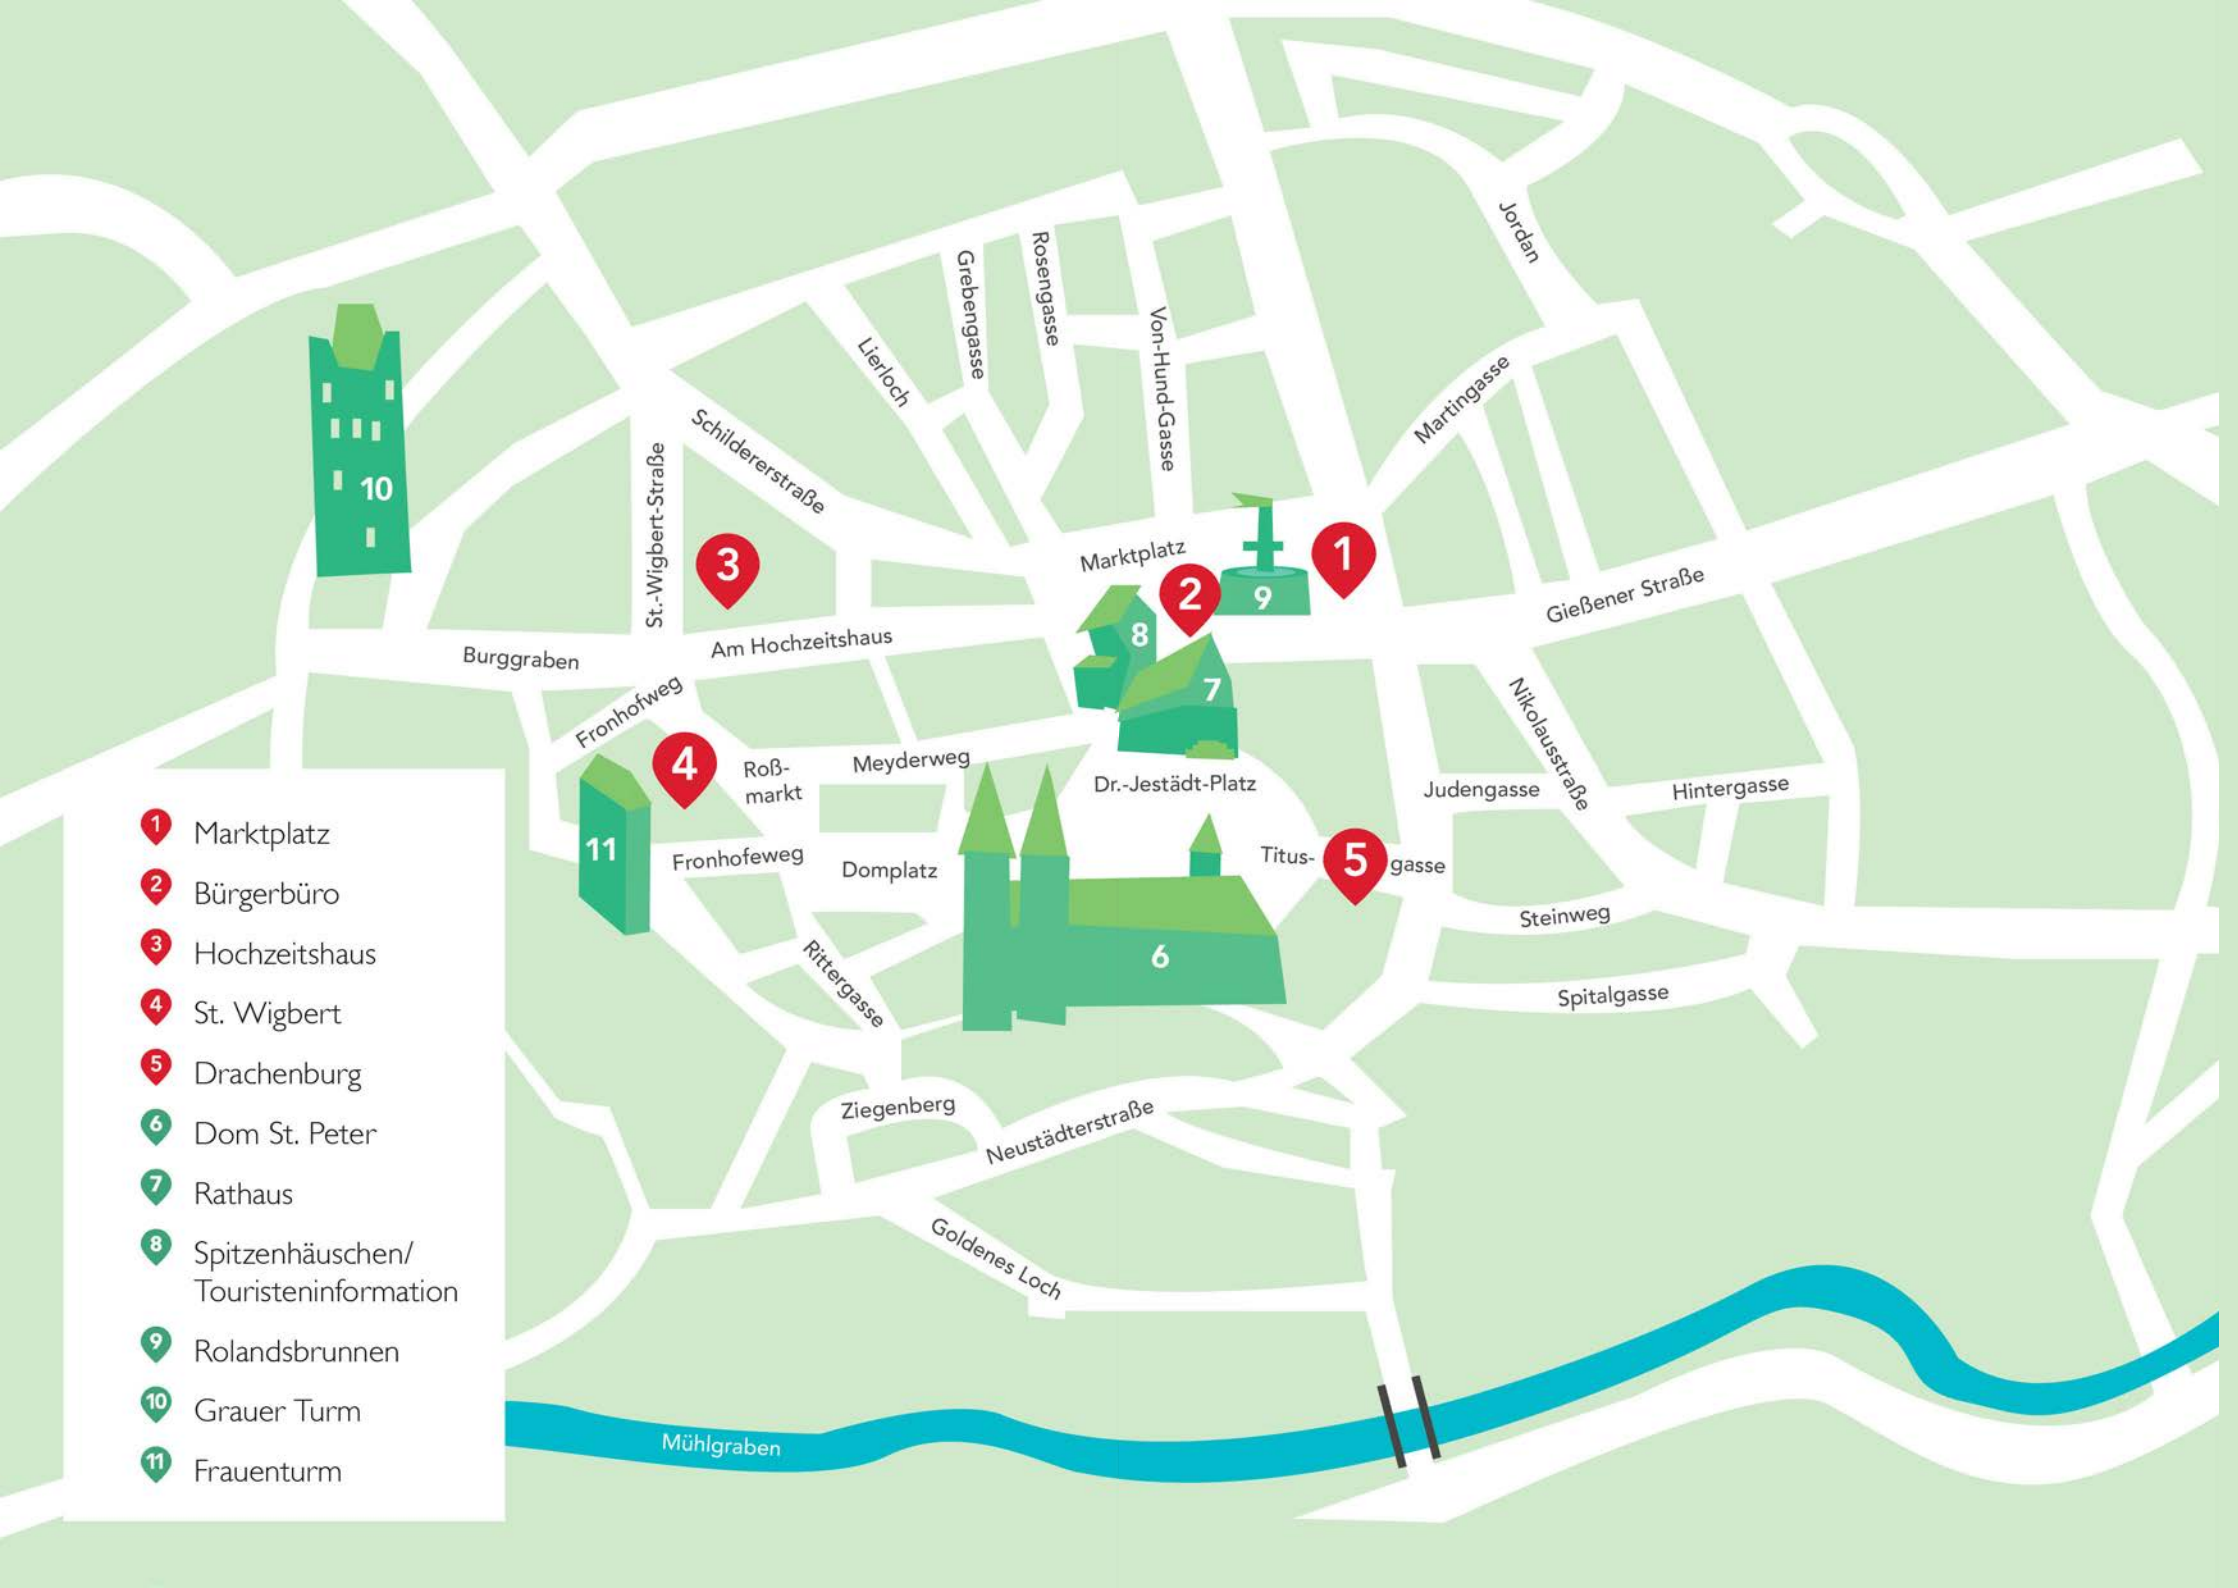 Jordan
Rosengasse
Grebengasse
Von-Hund-Gasse
Lierloch
Martingasse
Schildererstraße
St.-Wigbert-Straße
10
3
Marktplatz
1
2
9
Gießener Straße
8
Am Hochzeitshaus
Burggraben
7
Fronhofweg
Nikolausstraße
4
Roß-
markt
Meyderweg
Dr.-Jestädt-Platz
Judengasse
Hintergasse
11
Fronhofeweg
Domplatz
Titus-
5
gasse
Steinweg
6
Rittergasse
Spitalgasse
Ziegenberg
Neustädterstraße
Goldenes Loch
Mühlgraben
1 Marktplatz
2 Bürgerbüro
3 Hochzeitshaus
4 St. Wigbert
5 Drachenburg
6 Dom St. Peter
7 Rathaus
8 Spitzenhäuschen/
Touristeninformation
9 Rolandsbrunnen
10 Grauer Turm
11 Frauenturm